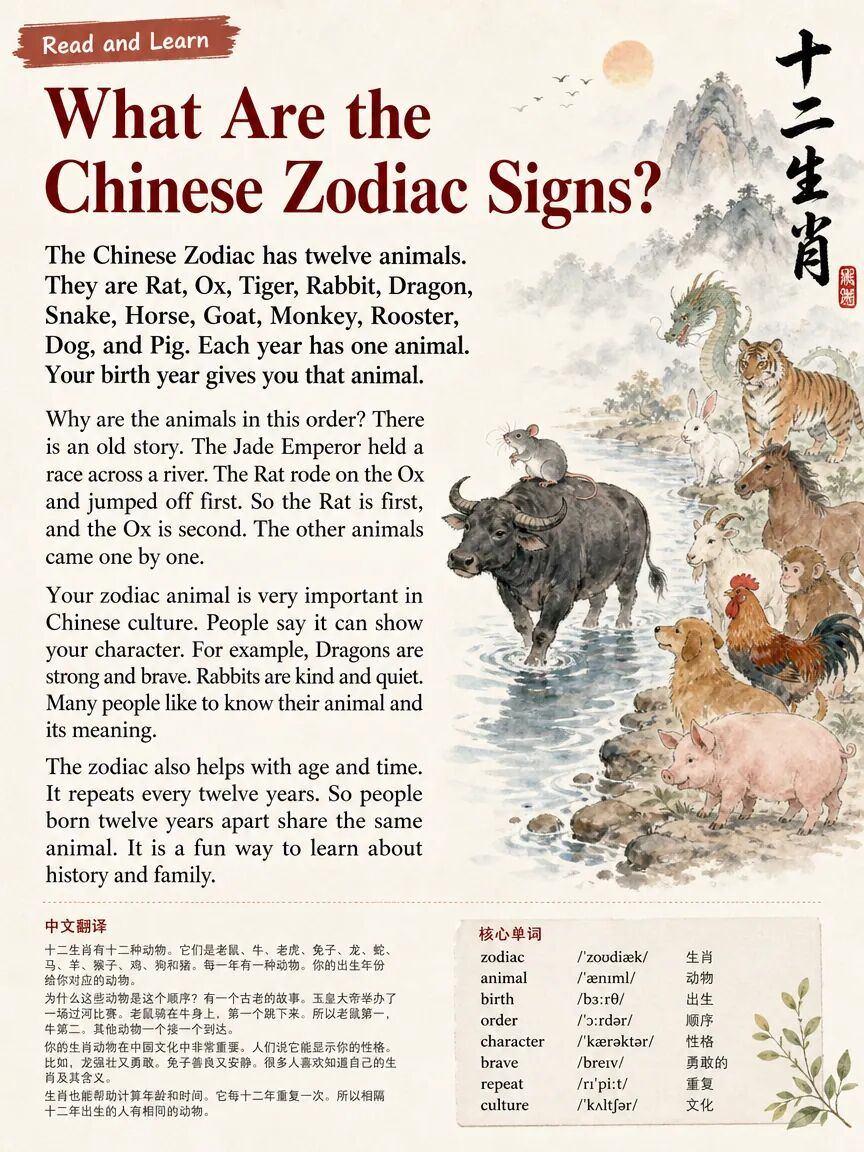 Read and Learn
What Are the
Chinese Zodiac Signs?
十二生肖
The Chinese Zodiac has twelve animals.
They are Rat, Ox, Tiger, Rabbit, Dragon,
Snake, Horse, Goat, Monkey, Rooster,
Dog, and Pig. Each year has one animal.
Your birth year gives you that animal.
Why are the animals in this order? There
is an old story. The Jade Emperor held a
race across a river. The Rat rode on the Ox
and jumped off first. So the Rat is first,
and the Ox is second. The other animals
came one by one.
Your zodiac animal is very important in
Chinese culture. People say it can show
your character. For example, Dragons are
strong and brave. Rabbits are kind and quiet.
Many people like to know their animal and
its meaning.
The zodiac also helps with age and time.
It repeats every twelve years. So people
born twelve years apart share the same
animal. It is a fun way to learn about
history and family.
中文翻译
十二生肖有十二种动物。它们是老鼠、牛、老虎、兔子、龙、蛇、
马、羊、猴子、鸡、狗和猪。每一年有一种动物。你的出生年份
给你对应的动物。
为什么这些动物是这个顺序？有一个古老的故事。玉皇大帝举办了
一场过河比赛。老鼠骑在牛身上，第一个跳下来。所以老鼠第一，
牛第二。其他动物一个接一个到达。
你的生肖动物在中国文化中非常重要。人们说它能显示你的性格。
比如，龙强壮又勇敢。兔子善良又安静。很多人喜欢知道自己的生
肖及其含义。
生肖也能帮助计算年龄和时间。它每十二年重复一次。所以相隔
十二年出生的人有相同的动物。
核心单词
zodiac /ˈzoʊdiæk/ 生肖
animal /ˈænɪml/ 动物
birth /bɜːrθ/ 出生
order /ˈɔːrdər/ 顺序
character /ˈkærəktər/ 性格
brave /breɪv/ 勇敢的
repeat /rɪˈpiːt/ 重复
culture /ˈkʌltʃər/ 文化